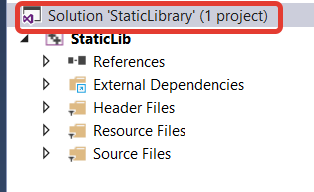 Solution 'StaticLibrary' (1 project)
StaticLib
References
External Dependencies
Header Files
Resource Files
Source Files